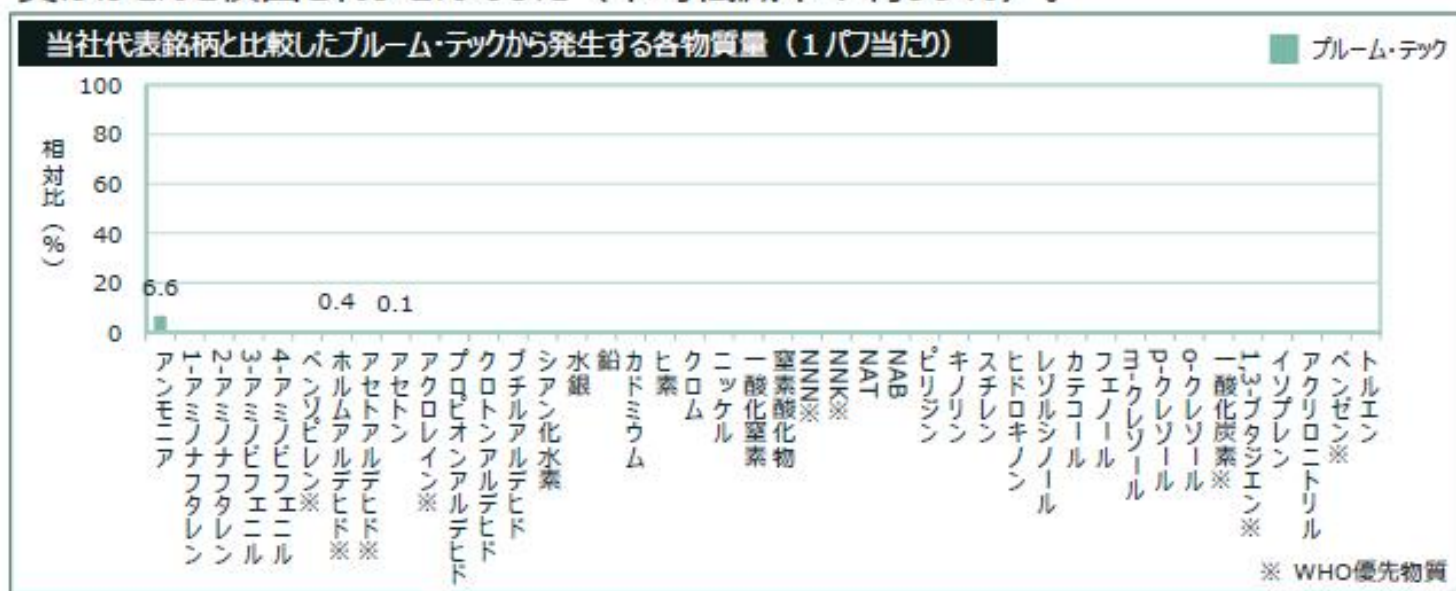 当社代表銘柄と比較したプルーム・テックから発生する各物質量（1パフ当たり）
プルーム・テック
相対比（%）
100
80
60
40
20
0
6.6
0.4
0.1
アンモニア
1-アミノナフタレン
2-アミノナフタレン
3-アミノビフェニル
4-アミノビフェニル
ベンゾピレン※
ホルムアルデヒド※
アセトアルデヒド※
アセトン
アクロレイン※
プロピオンアルデヒド
クロトンアルデヒド
ブチルアルデヒド
シアン化水素
水銀
鉛
カドミウム
ヒ素
クロム
ニッケル
一酸化窒素
窒素酸化物
NNN※
NNK※
NAT
NAB
ピリジン
キノリン
スチレン
ヒドロキノン
レゾルシノール
カテコール
フェノール
m-クレゾール
p-クレゾール
o-クレゾール
一酸化炭素※
1,3-ブタジエン※
イソプレン
アクリロニトリル
ベンゼン※
トルエン
※ WHO優先物質